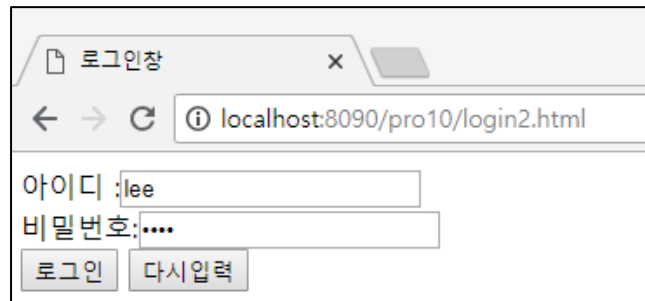 로그인창
localhost:8090/pro10/login2.html
아이디 :lee
비밀번호:••••
로그인 다시입력